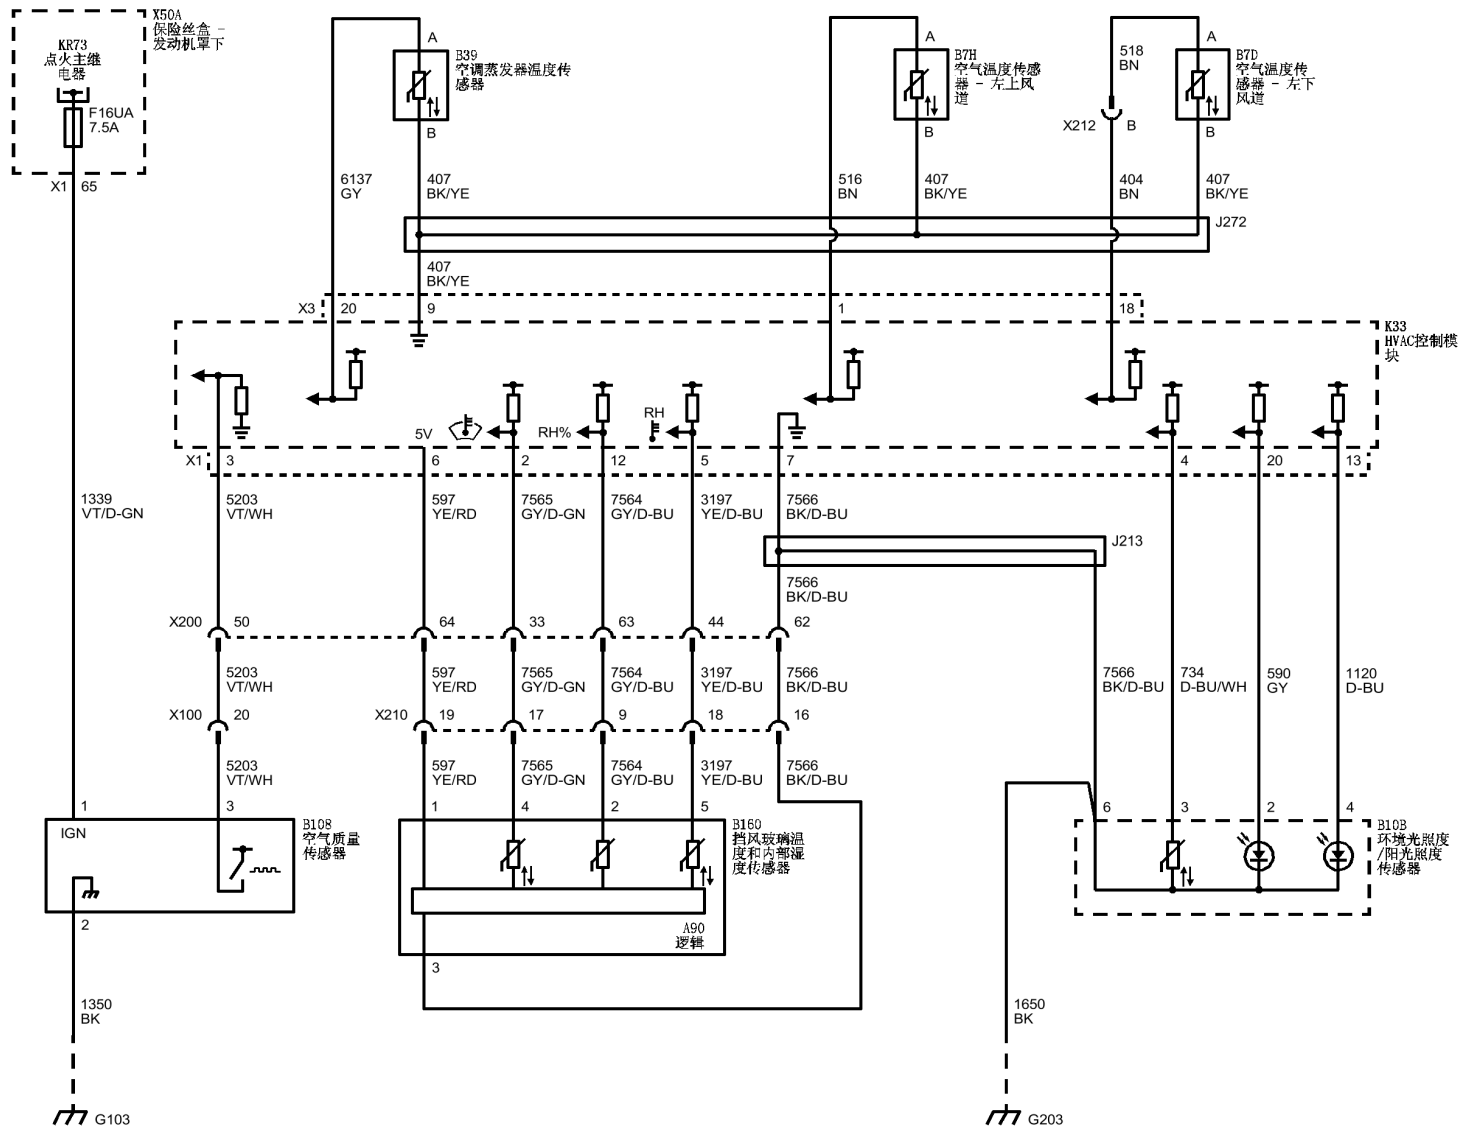 X50A
保险丝盒 -
发动机罩下
KR73
点火主继
电器
F16UA
7.5A
X1 65
A
B39
空调蒸发器温度传
感器
B
A
B7H
空气温度传感
器 - 左上风
道
B
518
BN
X212 B
A
B7D
空气温度传
感器 - 左下
风道
B
6137
GY
407
BK/YE
516
BN
407
BK/YE
404
BN
407
BK/YE
J272
407
BK/YE
X3 20 9 1 18
K33
HVAC控制模
块
5V
RH%
RH
X1 3 6 2 12 5 7 4 20 13
1339
VT/D-GN
5203
VT/WH
597
YE/RD
7565
GY/D-GN
7564
GY/D-BU
3197
YE/D-BU
7566
BK/D-BU
J213
7566
BK/D-BU
X200 50 64 33 63 44 62
5203
VT/WH
597
YE/RD
7565
GY/D-GN
7564
GY/D-BU
3197
YE/D-BU
7566
BK/D-BU
7566
BK/D-BU
734
D-BU/WH
590
GY
1120
D-BU
X100 20 X210 19 17 9 18 16
5203
VT/WH
597
YE/RD
7565
GY/D-GN
7564
GY/D-BU
3197
YE/D-BU
7566
BK/D-BU
1 3 1 4 2 5 6 3 2 4
IGN
B108
空气质量
传感器
B160
挡风玻璃温
度和内部湿
度传感器
B10B
环境光照度
/阳光照度
传感器
A90
逻辑
2
3
1350
BK
1650
BK
G103
G203